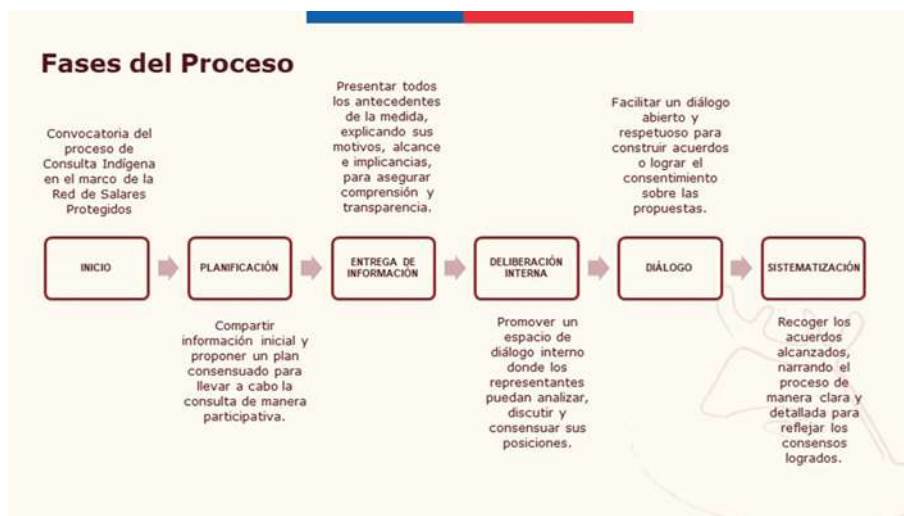 Fases del Proceso
Convocatoria del
proceso de
Consulta Indígena
en el marco de la
Red de Salares
Protegidos
INICIO
PLANIFICACIÓN
Compartir
información inicial y
proponer un plan
consensuado para
llevar a cabo la
consulta de manera
participativa.
Presentar todos
los antecedentes
de la medida,
explicando sus
motivos, alcance
e implicancias,
para asegurar
comprensión y
transparencia.
ENTREGA DE
INFORMACIÓN
DELIBERACIÓN
INTERNA
Promover un
espacio de
diálogo interno
donde los
representantes
puedan analizar,
discutir y
consensuar sus
posiciones.
Facilitar un diálogo
abierto y
respetuoso para
construir acuerdos
o lograr el
consentimiento
sobre las
propuestas.
DIÁLOGO
SISTEMATIZACIÓN
Recoger los
acuerdos
alcanzados,
narrando el
proceso de
manera clara y
detallada para
reflejar los
consensos
logrados.